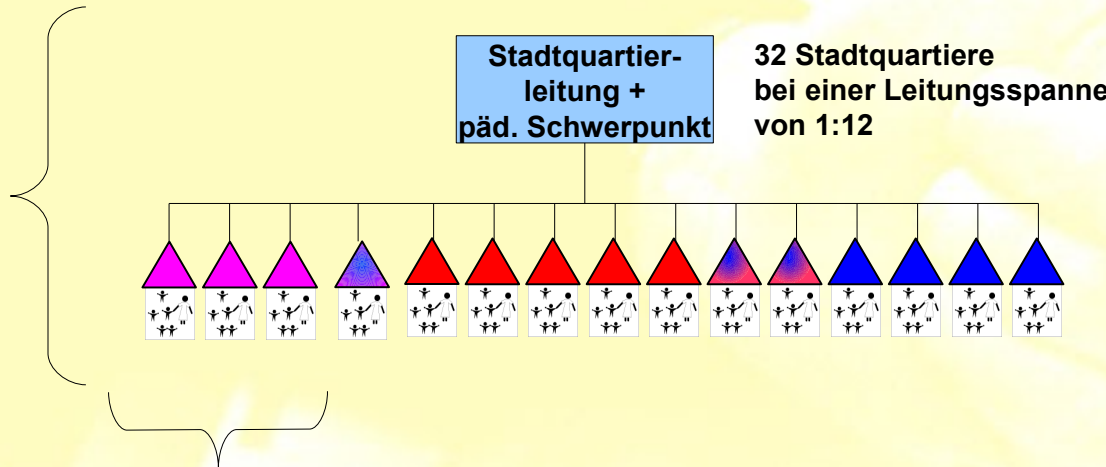 Stadtquartier-
leitung +
päd. Schwerpunkt
32 Stadtquartiere
bei einer Leitungsspanne
von 1:12